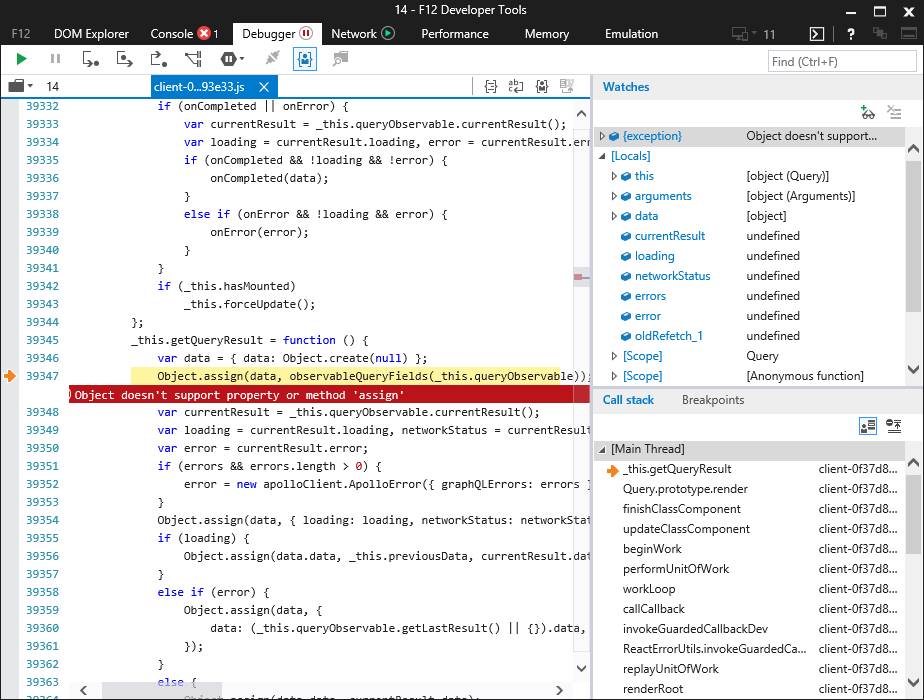 14 - F12 Developer Tools
F12 DOM Explorer Console 1 Debugger Network Performance Memory Emulation 11 ?
Find (Ctrl+F)
14 client-0...93e33.js
39332 if (onCompleted || onError) {
39333 var currentResult = _this.queryObservable.currentResult();
39334 var loading = currentResult.loading, error = currentResult.err
39335 if (onCompleted && !loading && !error) {
39336 onCompleted(data);
39337 }
39338 else if (onError && !loading && error) {
39339 onError(error);
39340 }
39341 }
39342 if (_this.hasMounted)
39343 _this.forceUpdate();
39344 };
39345 _this.getQueryResult = function () {
39346 var data = { data: Object.create(null) };
39347 Object.assign(data, observableQueryFields(_this.queryObservable));
Object doesn't support property or method 'assign'
39348 var currentResult = _this.queryObservable.currentResult();
39349 var loading = currentResult.loading, networkStatus = currentResult
39350 var error = currentResult.error;
39351 if (errors && errors.length > 0) {
39352 error = new apolloClient.ApolloError({ graphQLErrors: errors }
39353 }
39354 Object.assign(data, { loading: loading, networkStatus: networkStat
39355 if (loading) {
39356 Object.assign(data.data, _this.previousData, currentResult.dat
39357 }
39358 else if (error) {
39359 Object.assign(data, {
39360 data: (_this.queryObservable.getLastResult() || {}).data,
39361 });
39362 }
39363 else {
39364 Object.assign(data.data, currentResult.data);
Watches
{exception} Object doesn't support...
[Locals]
this [object (Query)]
arguments [object (Arguments)]
data [object]
currentResult undefined
loading undefined
networkStatus undefined
errors undefined
error undefined
oldRefetch_1 undefined
[Scope] Query
[Scope] [Anonymous function]
Call stack Breakpoints
[Main Thread]
_this.getQueryResult client-0f37d8...
Query.prototype.render client-0f37d8...
finishClassComponent client-0f37d8...
updateClassComponent client-0f37d8...
beginWork client-0f37d8...
performUnitOfWork client-0f37d8...
workLoop client-0f37d8...
callCallback client-0f37d8...
invokeGuardedCallbackDev client-0f37d8...
ReactErrorUtils.invokeGuardedCa... client-0f37d8...
replayUnitOfWork client-0f37d8...
renderRoot client-0f37d8...